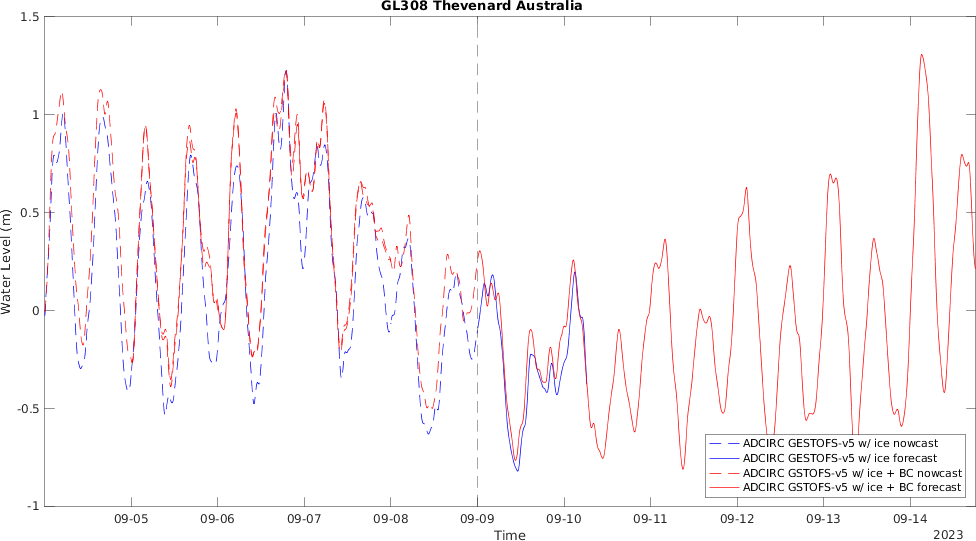 GL308 Thevenard Australia
1.5
1
0.5
0
-0.5
-1
Water Level (m)
ADCIRC GESTOFS-v5 w/ ice nowcast
ADCIRC GESTOFS-v5 w/ ice forecast
ADCIRC GSTOFS-v5 w/ ice + BC nowcast
ADCIRC GSTOFS-v5 w/ ice + BC forecast
09-05 09-06 09-07 09-08 09-09 09-10 09-11 09-12 09-13 09-14
Time
2023